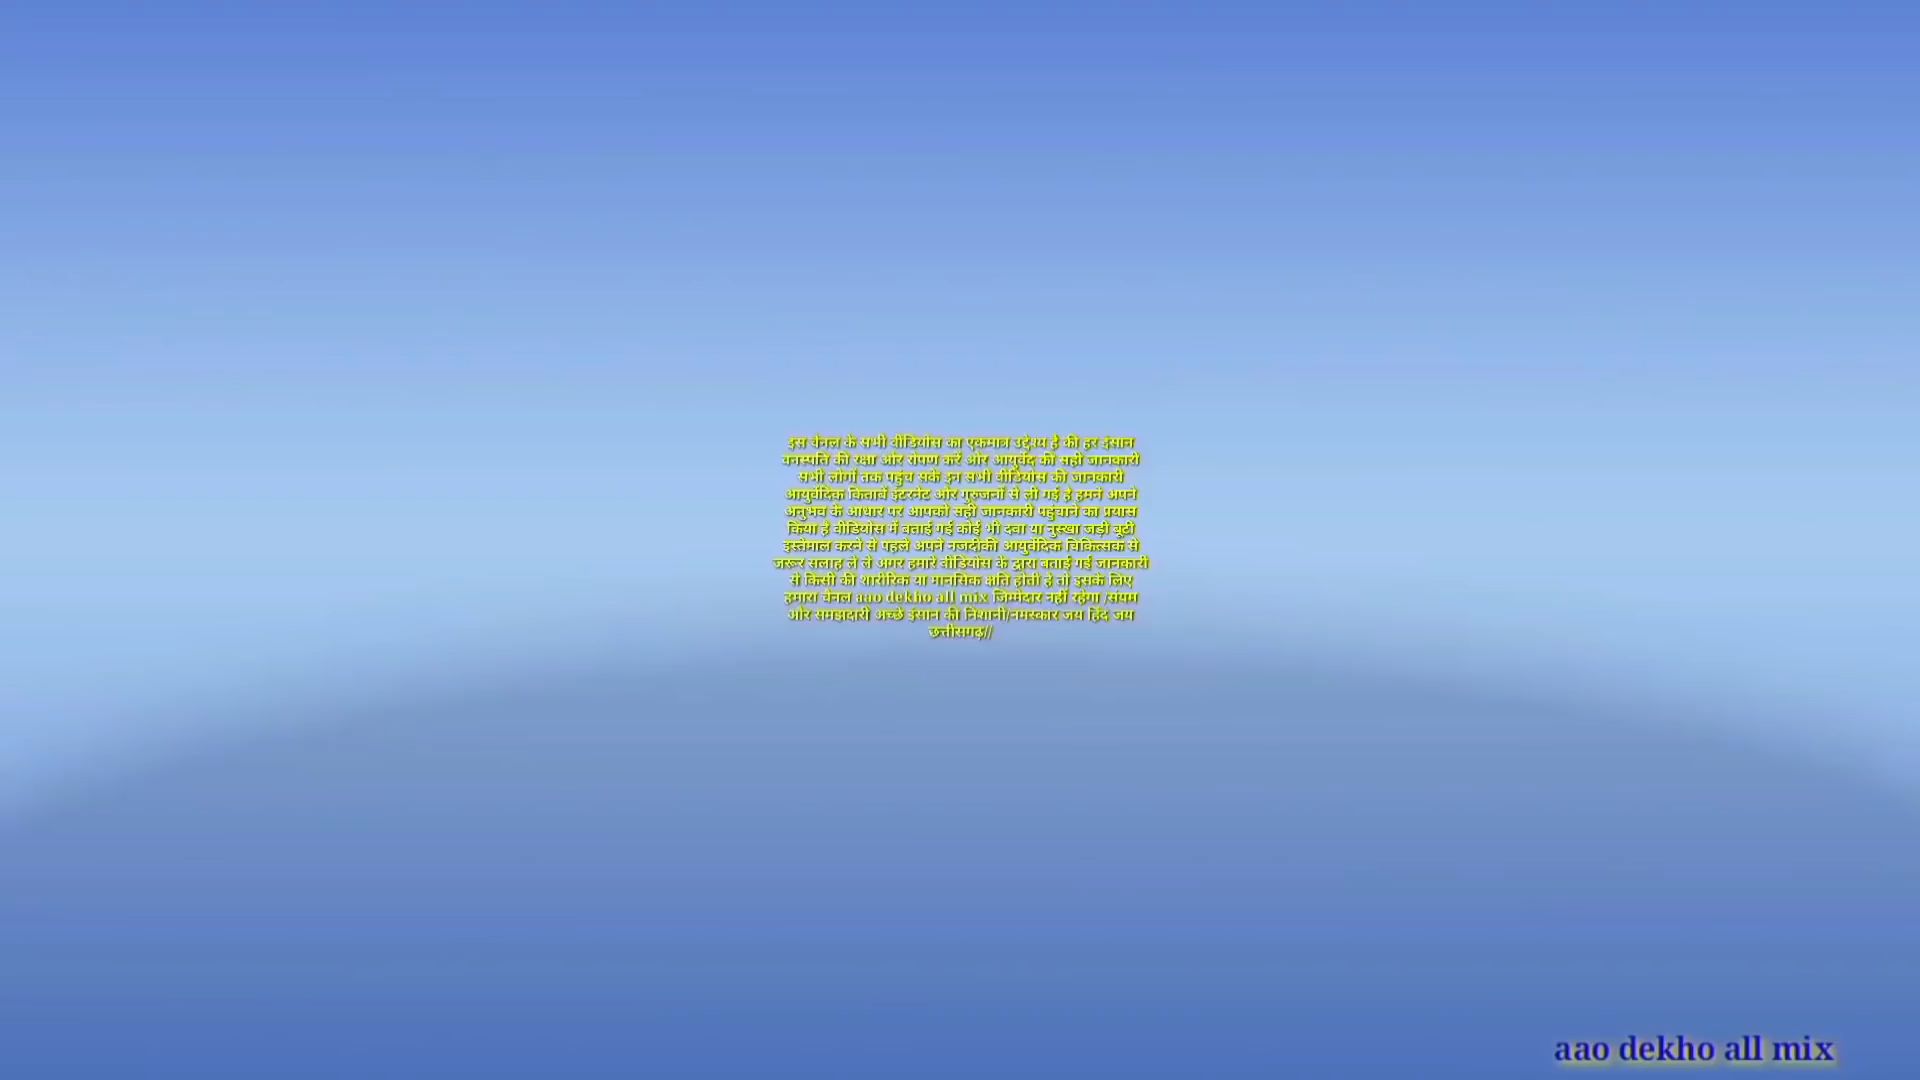 इस चैनल के सभी वीडियोस का एकमात्र उद्देश्य है की हर इंसान
वनस्पति की रक्षा और रोपण करें और आयुर्वेद की सही जानकारी
सभी लोगों तक पहुंच सके इन सभी वीडियोस की जानकारी
आयुर्वेदिक किताबें इंटरनेट और गुरुजनों से ली गई है हमने अपने
अनुभव के आधार पर आपको सही जानकारी पहुंचाने का प्रयास
किया है वीडियोस में बताई गई कोई भी दवा या नुस्खा जड़ी बूटी
इस्तेमाल करने से पहले अपने नजदीकी आयुर्वेदिक चिकित्सक से
जरूर सलाह ले ले अगर हमारे वीडियोस के द्वारा बताई गई जानकारी
से किसी की शारीरिक या मानसिक क्षति होती है तो इसके लिए
हमारा चैनल aao dekho all mix जिम्मेदार नहीं रहेगा /संयम
और समझदारी अच्छे इंसान की निशानी/नमस्कार जय हिंद जय
छत्तीसगढ़//
aao dekho all mix